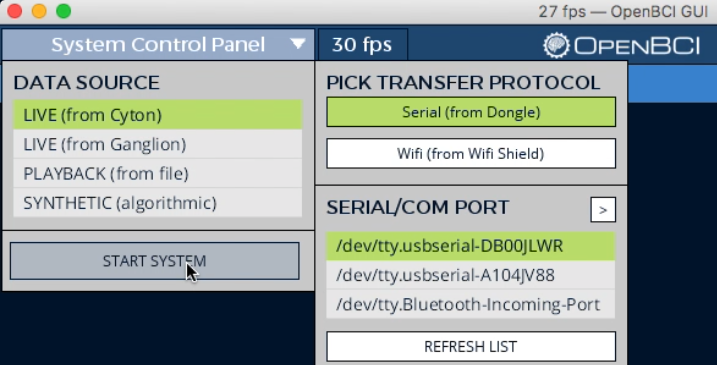 27 fps — OpenBCI GUI
System Control Panel
30 fps
OPENBCI
DATA SOURCE
LIVE (from Cyton)
LIVE (from Ganglion)
PLAYBACK (from file)
SYNTHETIC (algorithmic)
START SYSTEM
PICK TRANSFER PROTOCOL
Serial (from Dongle)
Wifi (from Wifi Shield)
SERIAL/COM PORT
>
/dev/tty.usbserial-DB00JLWR
/dev/tty.usbserial-A104JV88
/dev/tty.Bluetooth-Incoming-Port
REFRESH LIST